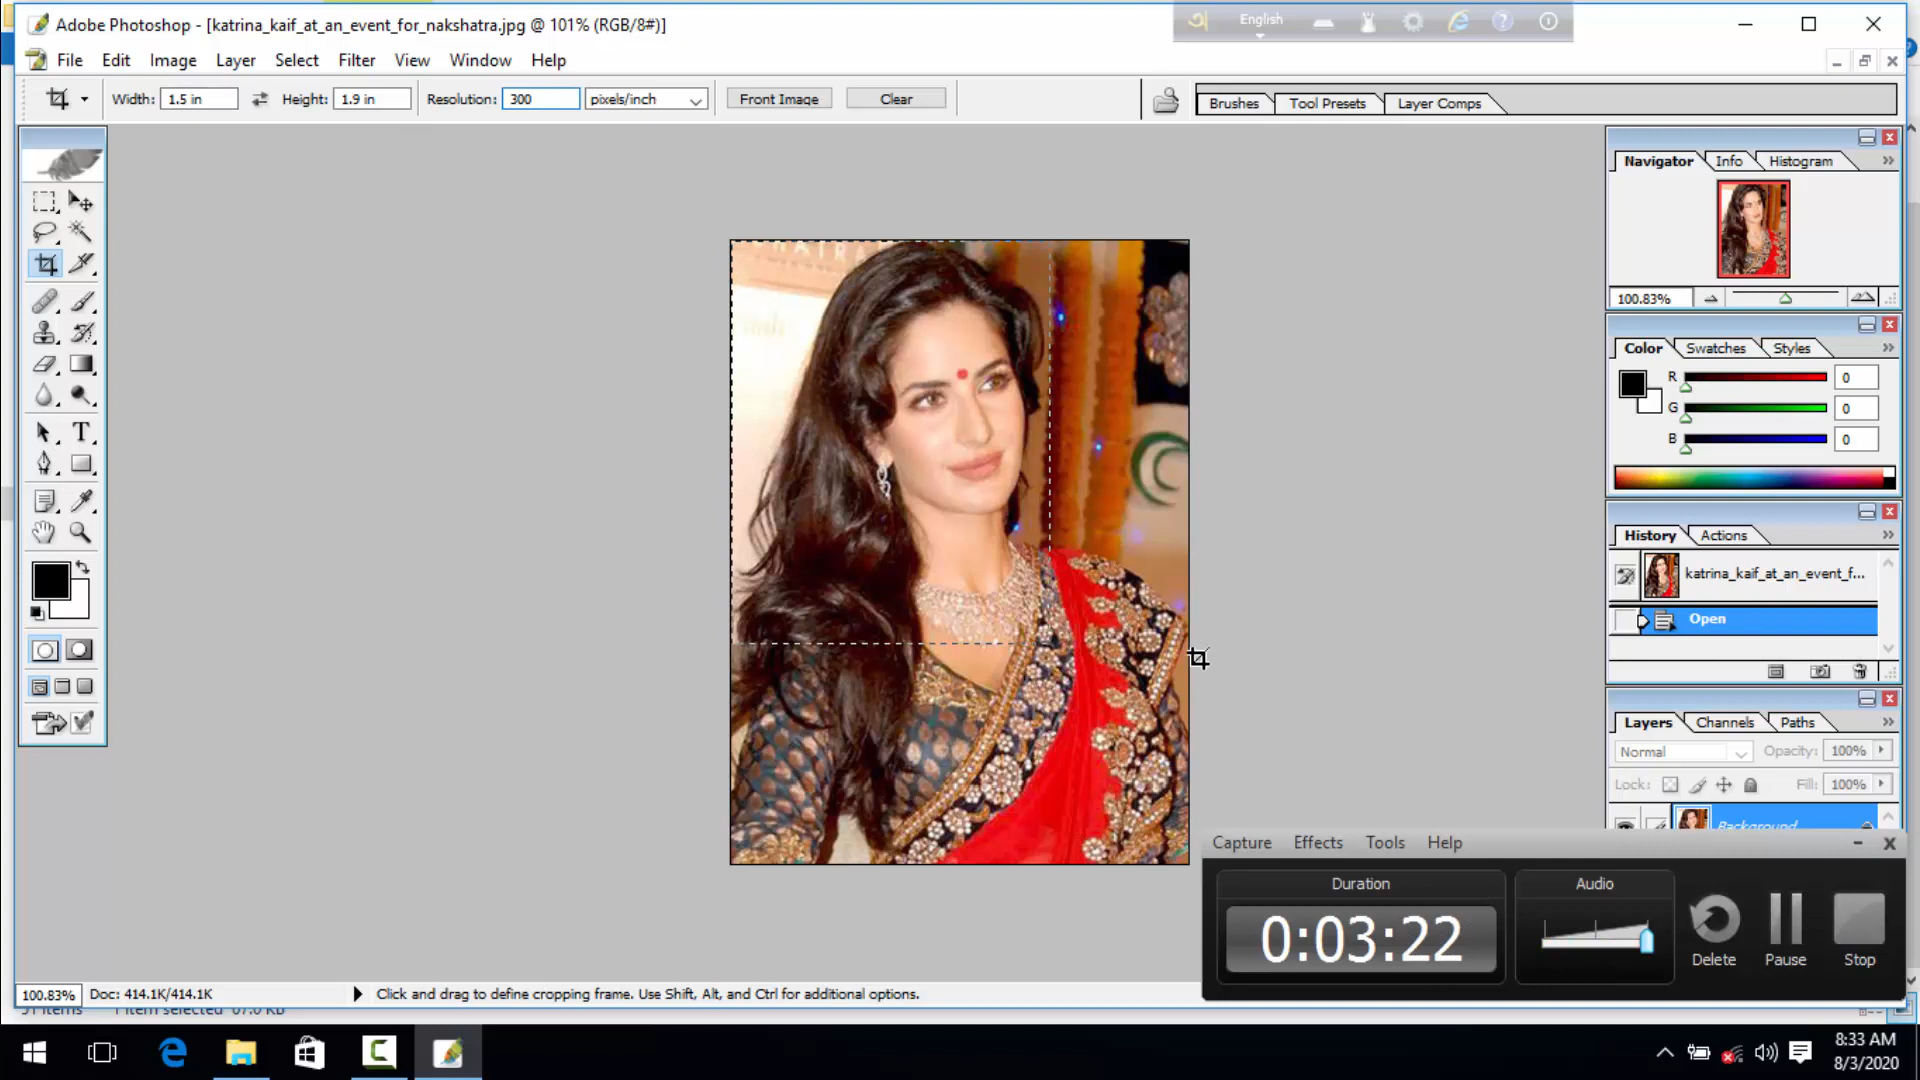 Adobe Photoshop - [katrina_kaif_at_an_event_for_nakshatra.jpg @ 101% (RGB/8#)]
English
File Edit Image Layer Select Filter View Window Help
Width: 1.5 in Height: 1.9 in Resolution: 300 pixels/inch Front Image Clear
Brushes Tool Presets Layer Comps
Navigator Info Histogram
100.83%
Color Swatches Styles
R 0
G 0
B 0
History Actions
katrina_kaif_at_an_event_f...
Open
Layers Channels Paths
Normal Opacity: 100%
Lock: Fill: 100%
Background
Capture Effects Tools Help
Duration Audio
0:03:22
Delete Pause Stop
100.83% Doc: 414.1K/414.1K Click and drag to define cropping frame. Use Shift, Alt, and Ctrl for additional options.
8:33 AM
8/3/2020